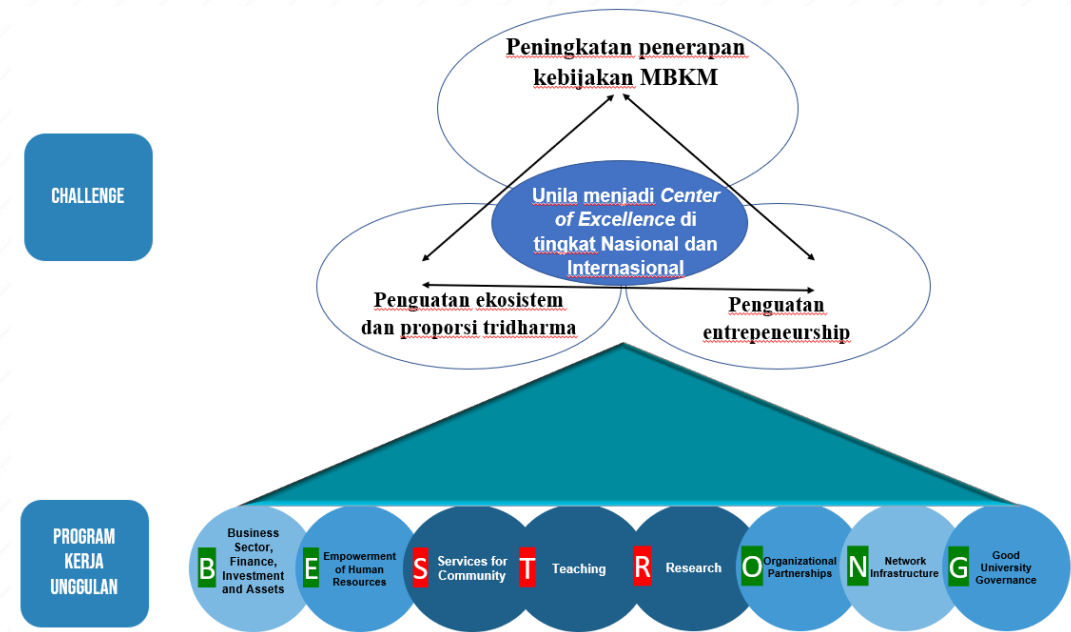 Peningkatan penerapan
kebijakan MBKM
CHALLENGE
Unila menjadi Center
of Excellence di
tingkat Nasional dan
Internasional
Penguatan ekosistem
dan proporsi tridharma
Penguatan
entrepeneurship
PROGRAM
KERJA
UNGGULAN
B
Business
Sector,
Finance,
Investment
and Assets
E
Empowerment
of Human
Resources
S
Services for
Community
T
Teaching
R
Research
O
Organizational
Partnerships
N
Network
Infrastructure
G
Good
University
Governance